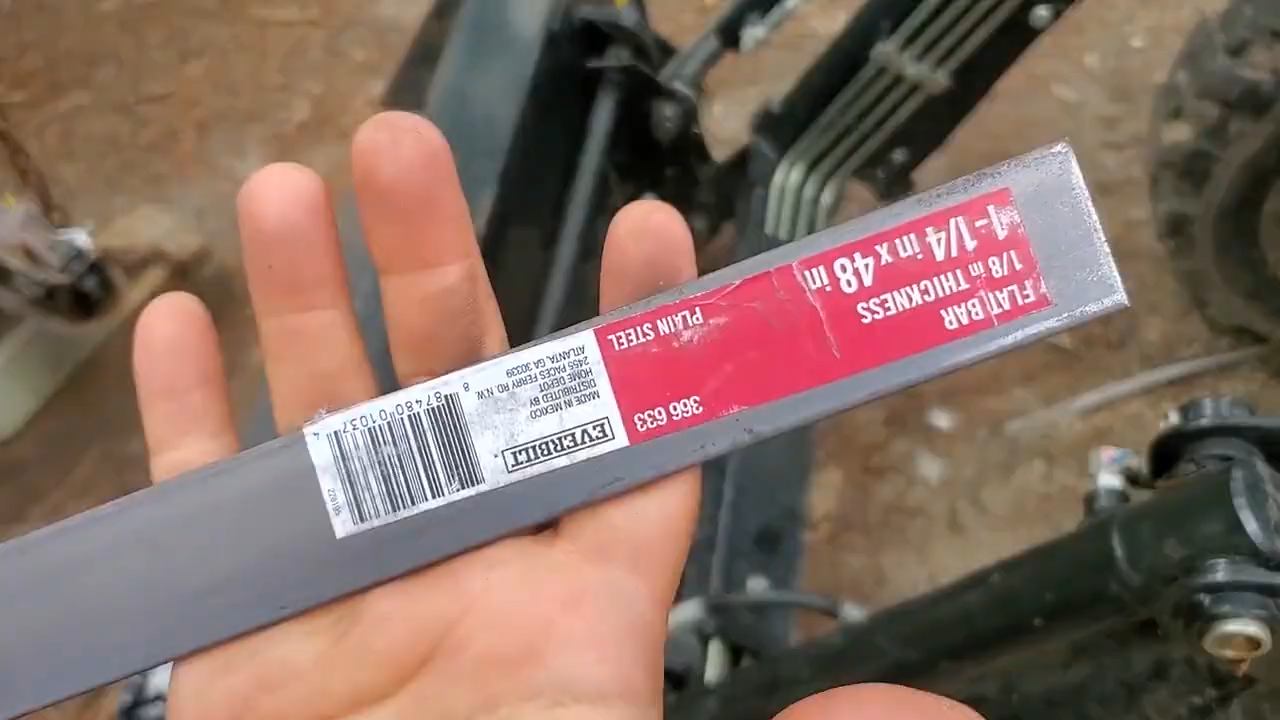 FLAT BAR
1/8 in THICKNESS
1-1/4 in x 48 in
PLAIN STEEL
366 633
EVERBILT
MADE IN MEXICO
DISTRIBUTED BY
HOME DEPOT
2455 PACES FERRY RD. N.W.
ATLANTA, GA 30339
8 87480 01037 4
228195